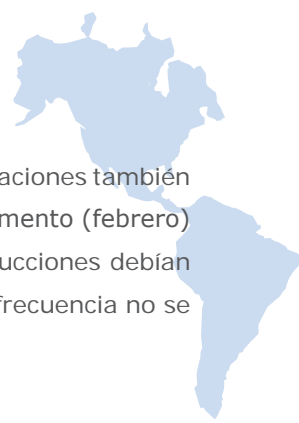 aciones también
mento (febrero)
ucciones debían
frecuencia no se